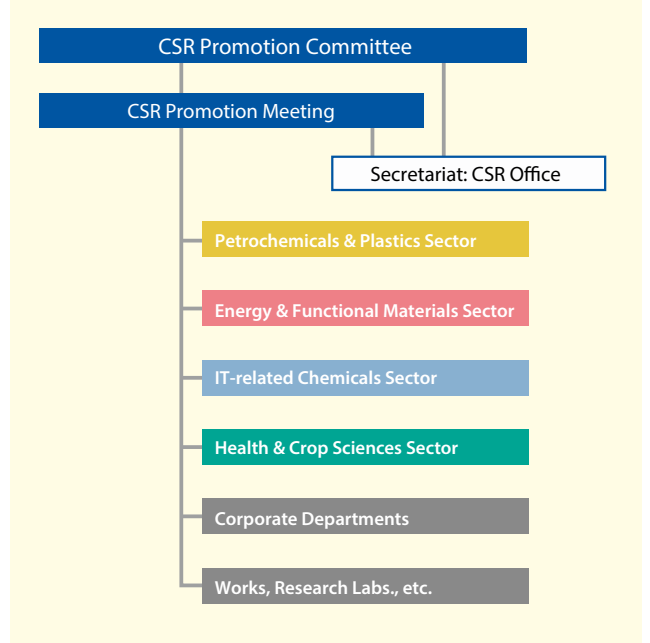 CSR Promotion Committee
CSR Promotion Meeting
Secretariat: CSR Office
Petrochemicals & Plastics Sector
Energy & Functional Materials Sector
IT-related Chemicals Sector
Health & Crop Sciences Sector
Corporate Departments
Works, Research Labs., etc.